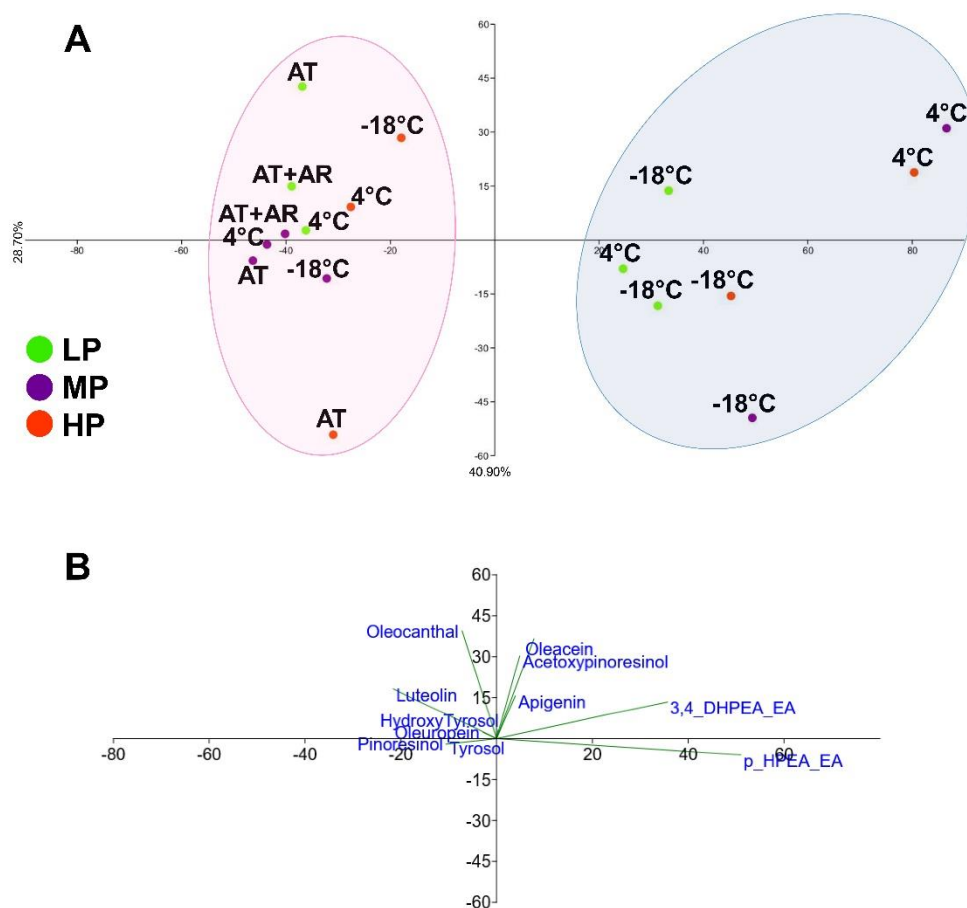 A
60
45
30
15
-15
-30
-45
-60
-80
-60
-40
-20
20
40
60
80
28.70%
40.90%
AT
-18°C
AT+AR
4°C
AT+AR
4°C
4°C
AT
-18°C
AT
4°C
4°C
-18°C
4°C
-18°C
-18°C
-18°C
LP
MP
HP
B
60
45
30
15
-15
-30
-45
-60
-80
-60
-40
-20
20
40
60
Oleocanthal
Oleacein
Acetoxypinoresinol
Luteolin
Apigenin
3,4_DHPEA_EA
HydroxyTyrosol
Oleuropein
Pinoresinol
Tyrosol
p_HPEA_EA